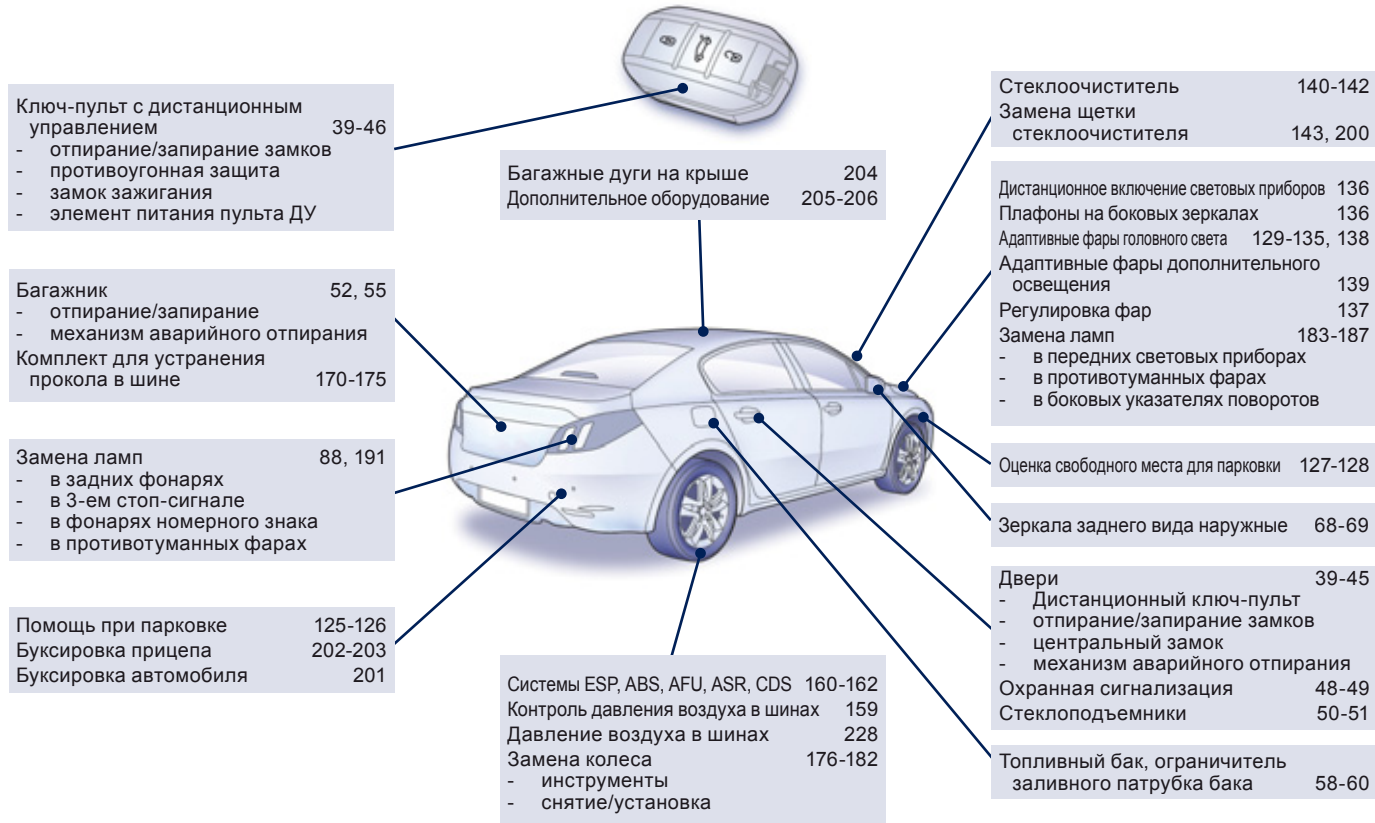 Ключ-пульт с дистанционным
управлением 39-46
- отпирание/запирание замков
- противоугонная защита
- замок зажигания
- элемент питания пульта ДУ
Багажник 52, 55
- отпирание/запирание
- механизм аварийного отпирания
Комплект для устранения
прокола в шине 170-175
Замена ламп 88, 191
- в задних фонарях
- в 3-ем стоп-сигнале
- в фонарях номерного знака
- в противотуманных фарах
Помощь при парковке 125-126
Буксировка прицепа 202-203
Буксировка автомобиля 201
Багажные дуги на крыше 204
Дополнительное оборудование 205-206
Системы ESP, ABS, AFU, ASR, CDS 160-162
Контроль давления воздуха в шинах 159
Давление воздуха в шинах 228
Замена колеса 176-182
- инструменты
- снятие/установка
Стеклоочиститель 140-142
Замена щетки
стеклоочистителя 143, 200
Дистанционное включение световых приборов 136
Плафоны на боковых зеркалах 136
Адаптивные фары головного света 129-135, 138
Адаптивные фары дополнительного
освещения 139
Регулировка фар 137
Замена ламп 183-187
- в передних световых приборах
- в противотуманных фарах
- в боковых указателях поворотов
Оценка свободного места для парковки 127-128
Зеркала заднего вида наружные 68-69
Двери 39-45
- Дистанционный ключ-пульт
- отпирание/запирание замков
- центральный замок
- механизм аварийного отпирания
Охранная сигнализация 48-49
Стеклоподъемники 50-51
Топливный бак, ограничитель
заливного патрубка бака 58-60